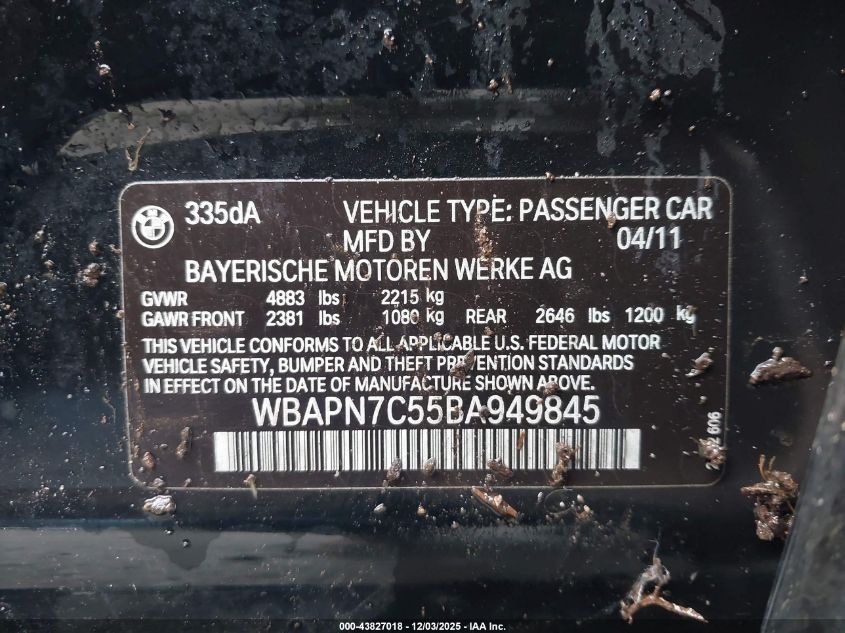 BMW
335dA VEHICLE TYPE: PASSENGER CAR
MFD BY 04/11
BAYERISCHE MOTOREN WERKE AG
GVWR 4883 lbs 2215 kg
GAWR FRONT 2381 lbs 1080 kg REAR 2646 lbs 1200 kg
THIS VEHICLE CONFORMS TO ALL APPLICABLE U.S. FEDERAL MOTOR
VEHICLE SAFETY, BUMPER AND THEFT PREVENTION STANDARDS
IN EFFECT ON THE DATE OF MANUFACTURE SHOWN ABOVE.
WBAPN7C55BA949845
606
000-43827018 - 12/03/2025 - IAA Inc.